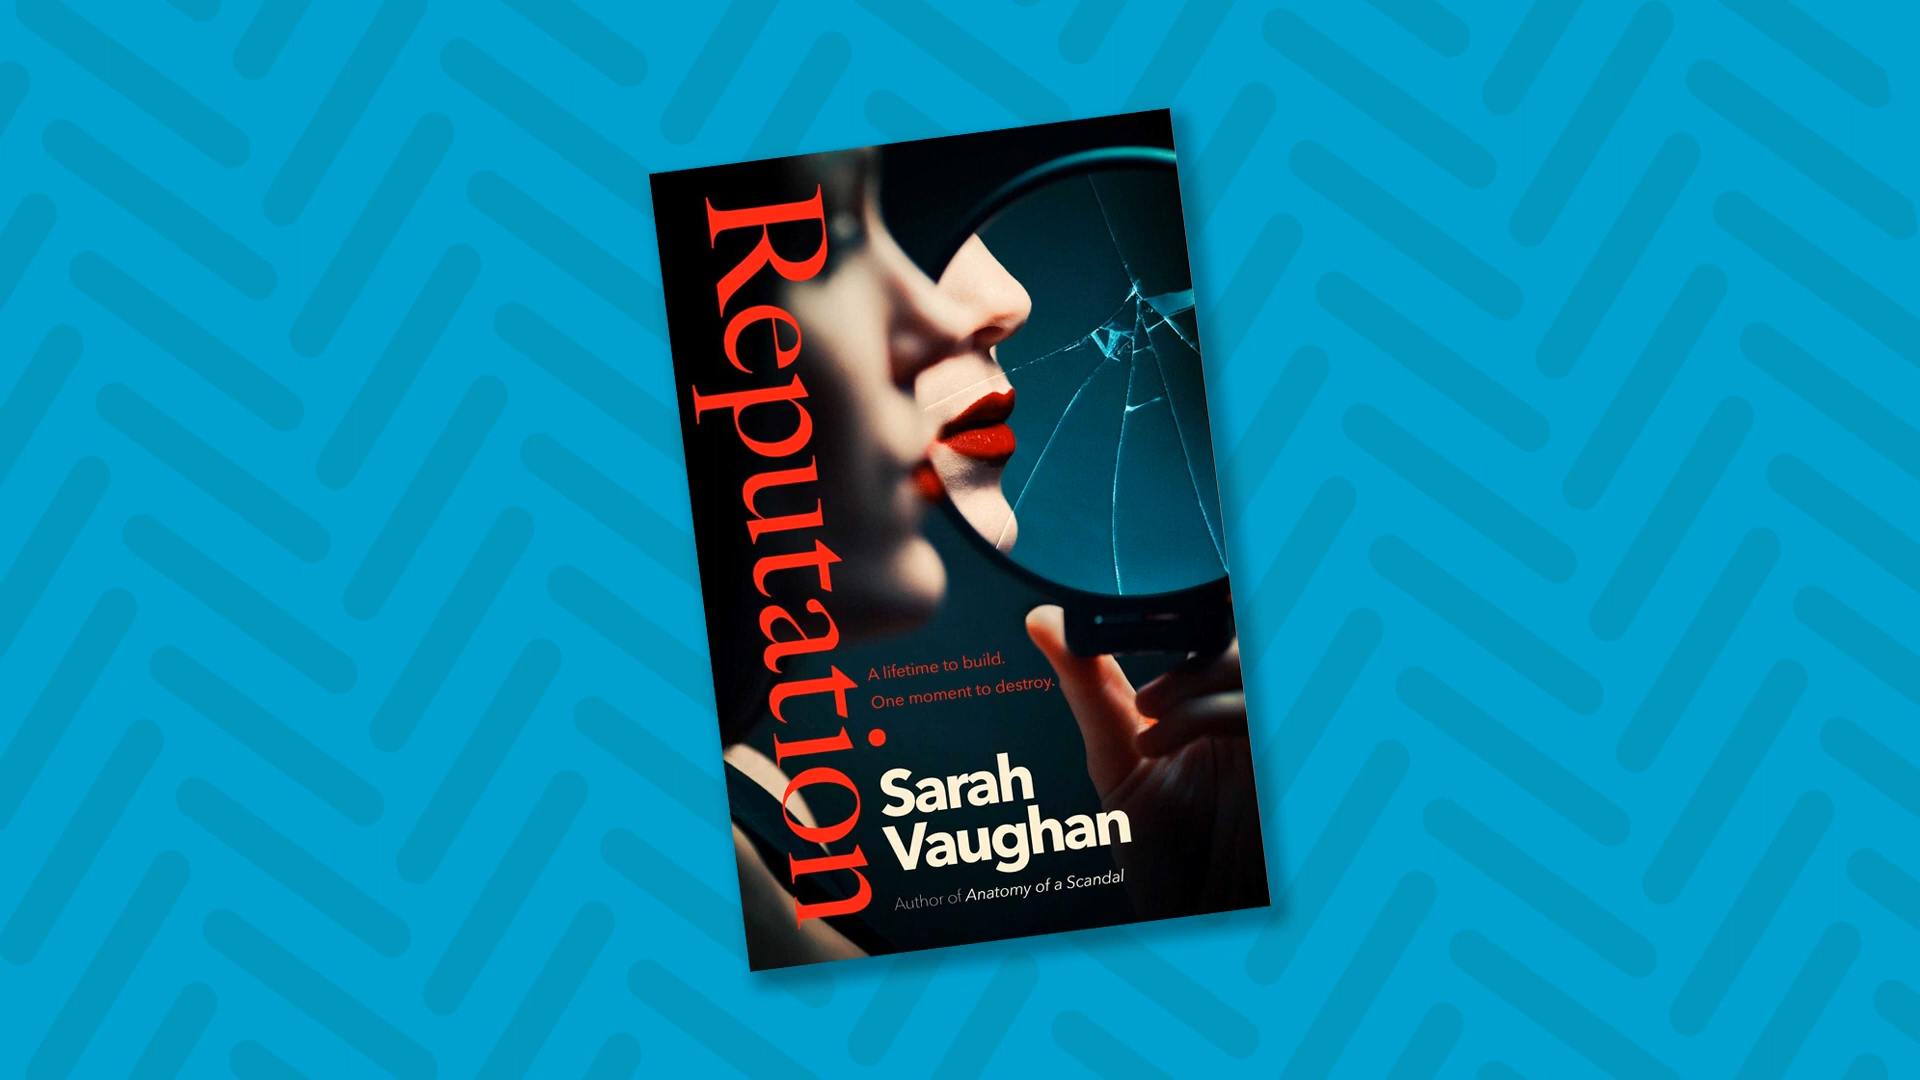 Reputation
A lifetime to build.
One moment to destroy.
Sarah
Vaughan
Author of Anatomy of a Scandal